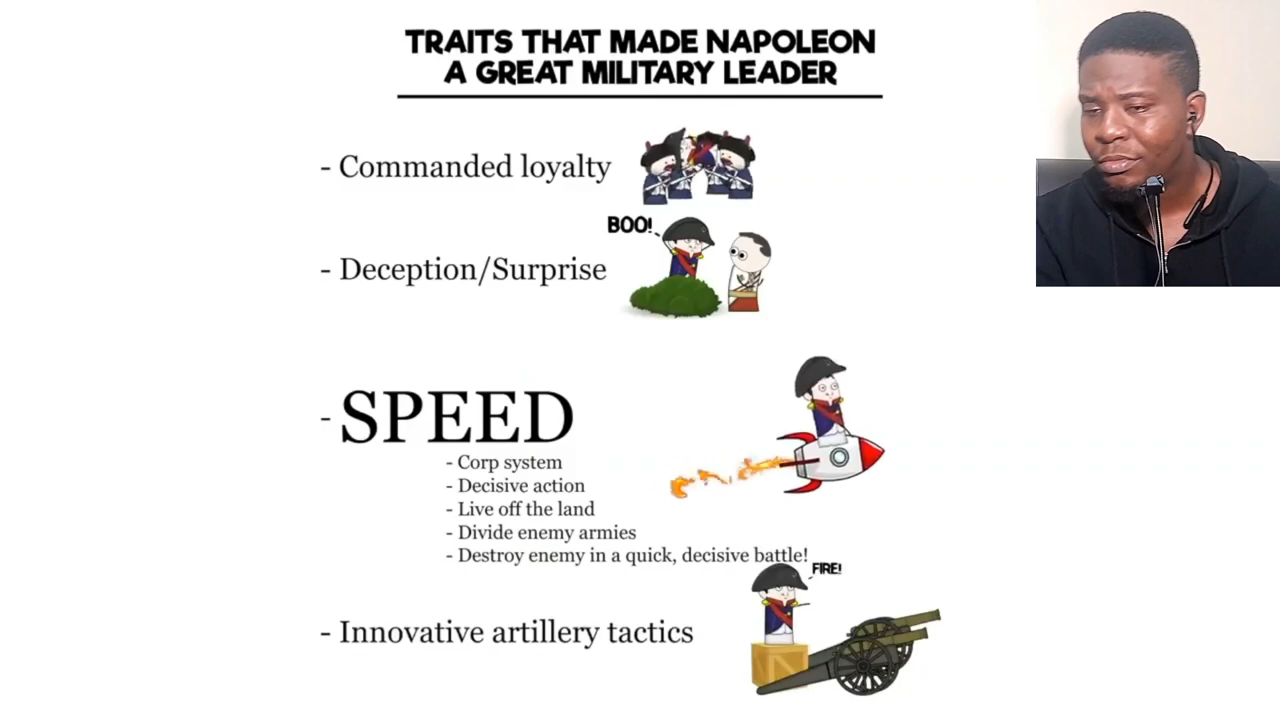 TRAITS THAT MADE NAPOLEON
A GREAT MILITARY LEADER
- Commanded loyalty
BOO!
- Deception/Surprise
- SPEED
- Corp system
- Decisive action
- Live off the land
- Divide enemy armies
- Destroy enemy in a quick, decisive battle!
FIRE!
- Innovative artillery tactics